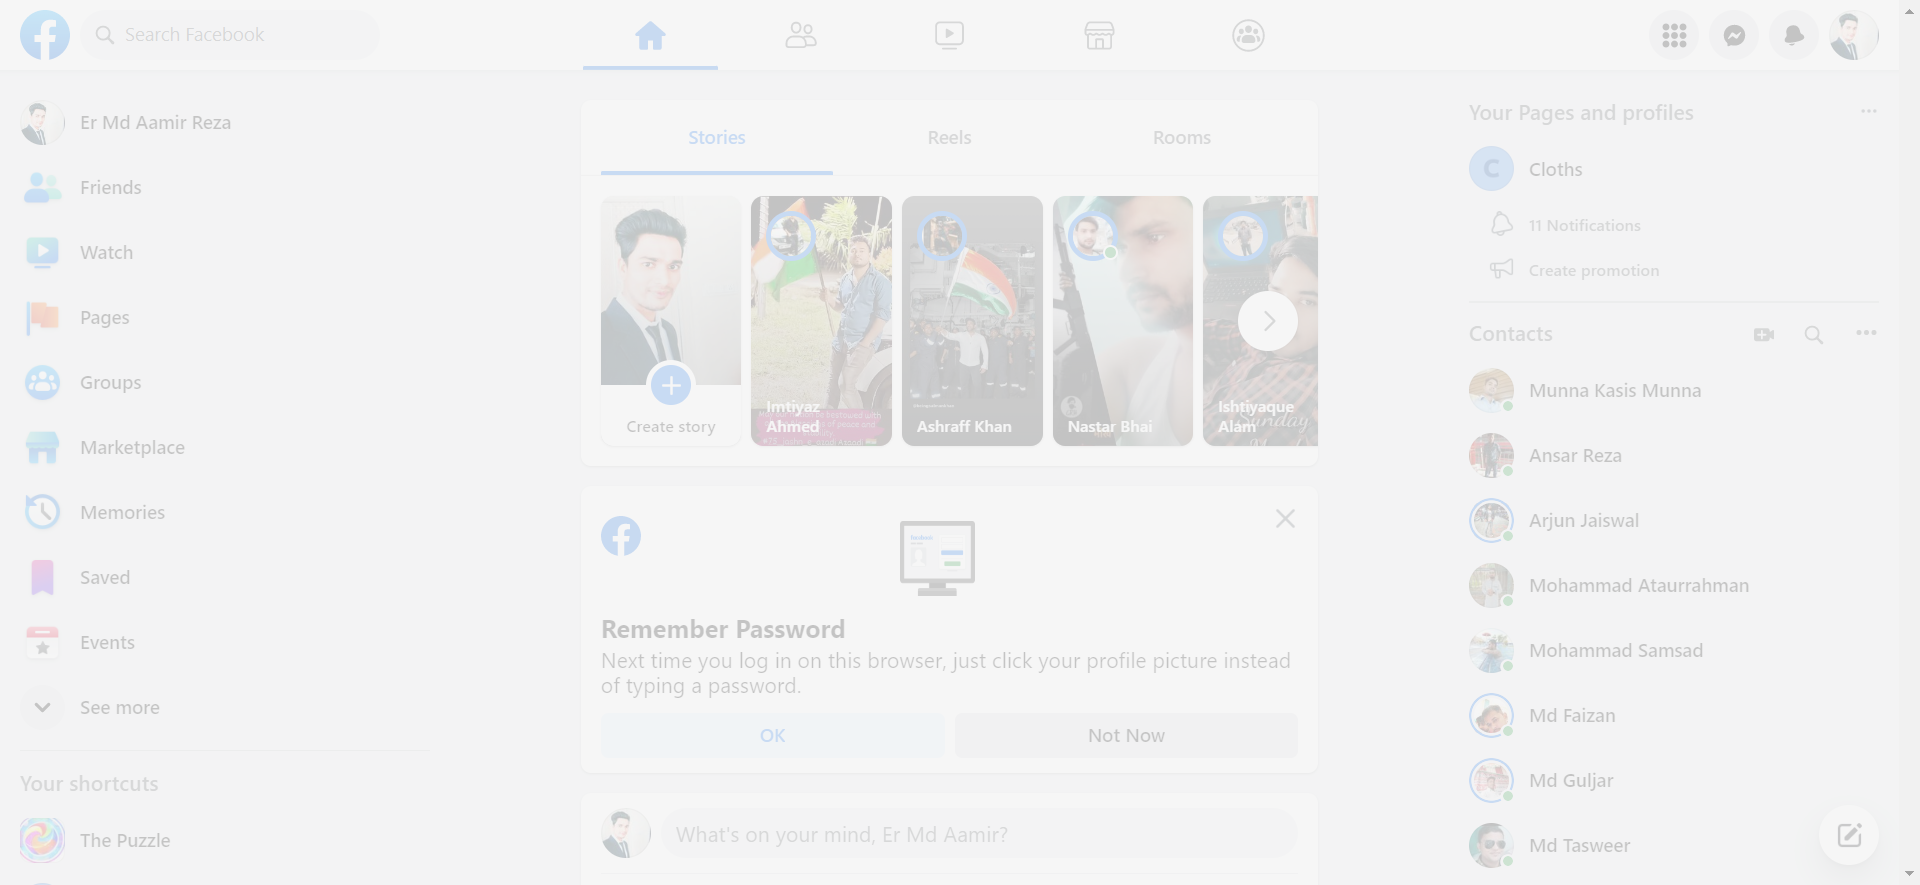 Search Facebook
Er Md Aamir Reza
Friends
Watch
Pages
Groups
Marketplace
Memories
Saved
Events
See more
Your shortcuts
The Puzzle
Stories
Reels
Rooms
Create story
Imtiyaz
Ahmed
Ashraff Khan
Nastar Bhai
Ishtiyaque
Alam
Sunday
Remember Password
Next time you log in on this browser, just click your profile picture instead
of typing a password.
OK
Not Now
What's on your mind, Er Md Aamir?
Your Pages and profiles
C
Cloths
11 Notifications
Create promotion
Contacts
Munna Kasis Munna
Ansar Reza
Arjun Jaiswal
Mohammad Ataurrahman
Mohammad Samsad
Md Faizan
Md Guljar
Md Tasweer